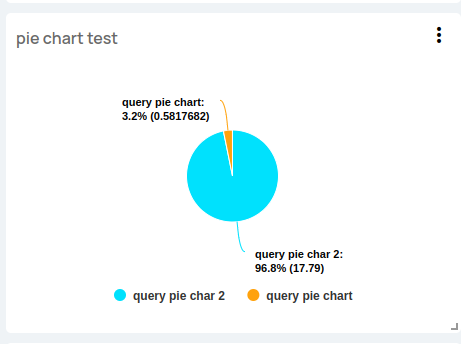 pie chart test
query pie chart:
3.2% (0.5817682)
query pie char 2:
96.8% (17.79)
query pie char 2
query pie chart